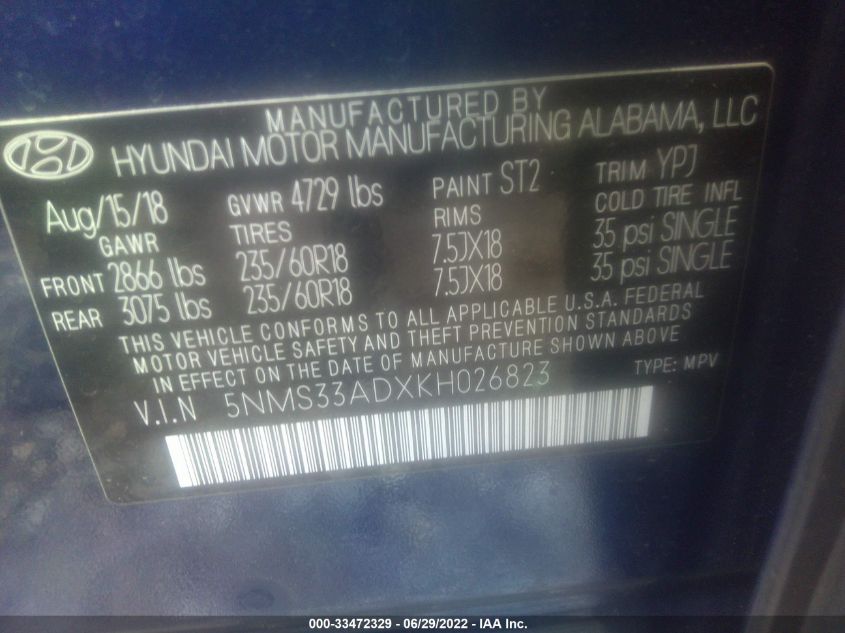 MANUFACTURED BY
HYUNDAI MOTOR MANUFACTURING ALABAMA, LLC
Aug/15/18 GVWR 4729 lbs PAINT ST2 TRIM YPJ
GAWR TIRES RIMS COLD TIRE INFL
FRONT 2866 lbs 235/60R18 7.5JX18 35 psi SINGLE
REAR 3075 lbs 235/60R18 7.5JX18 35 psi SINGLE
THIS VEHICLE CONFORMS TO ALL APPLICABLE U.S.A. FEDERAL
MOTOR VEHICLE SAFETY AND THEFT PREVENTION STANDARDS
IN EFFECT ON THE DATE OF MANUFACTURE SHOWN ABOVE
V.I.N 5NMS33ADXKH026823 TYPE: MPV
000-33472329 - 06/29/2022 - IAA Inc.